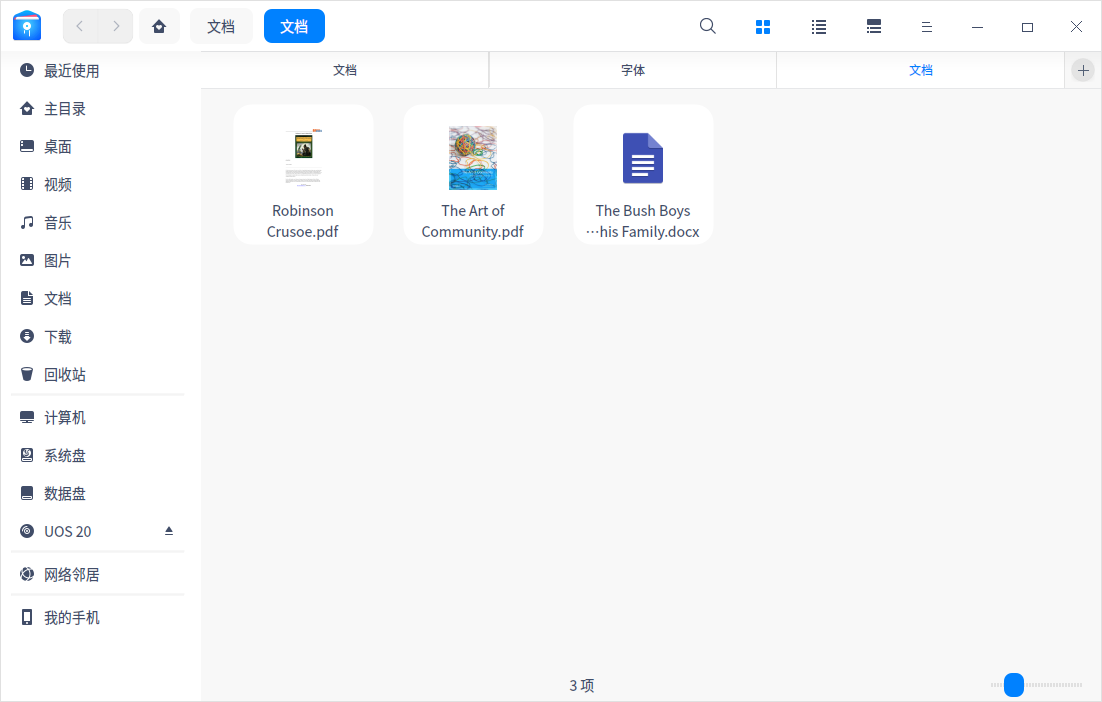 文档
文档
最近使用
主目录
桌面
视频
音乐
图片
文档
下载
回收站
计算机
系统盘
数据盘
UOS 20
网络邻居
我的手机
文档
字体
文档
Robinson
Crusoe.pdf
The Art of
Community.pdf
The Bush Boys
…his Family.docx
3 项